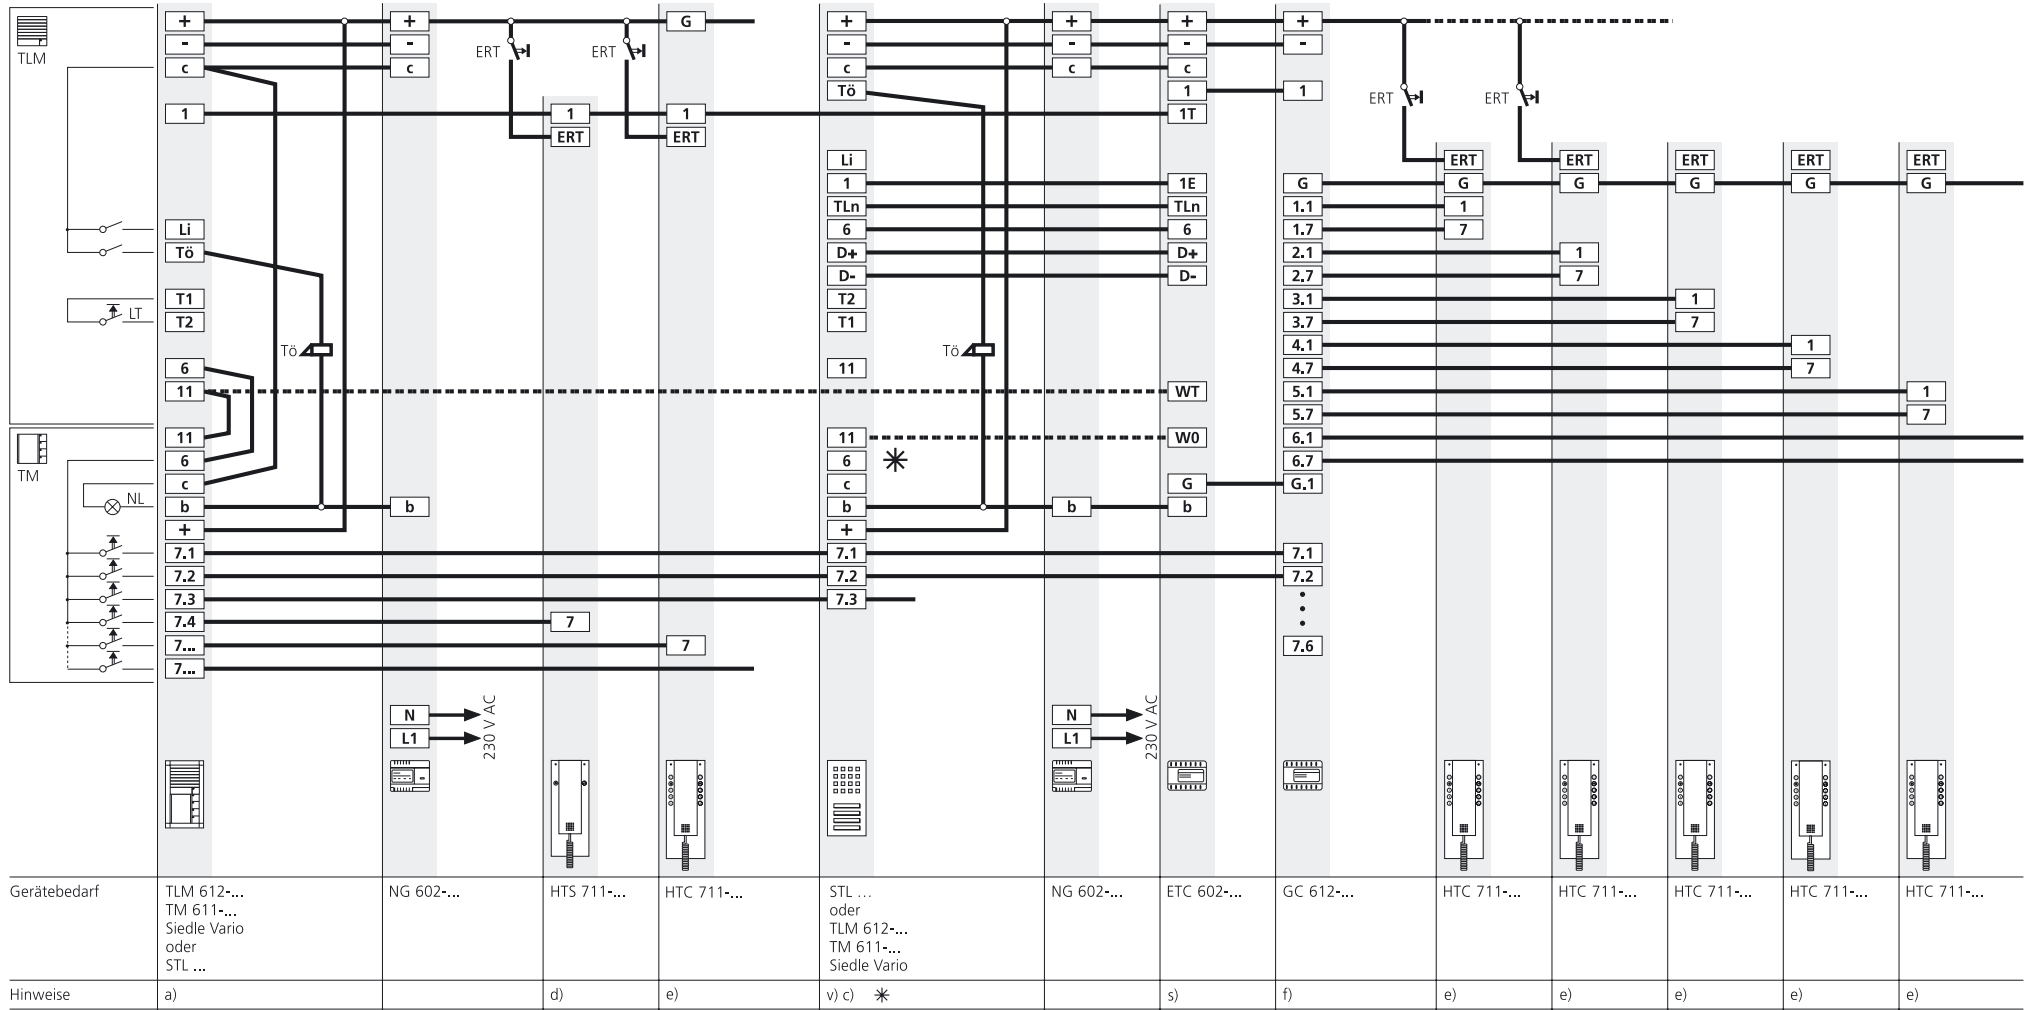 + + G + + + +
TLM - - ERT ERT - - - -
c c c c c
Tö 1 1 ERT ERT
1 1 1 1T
ERT ERT
Li ERT ERT ERT ERT ERT
1 1E G G G G G G
TLn TLn 1.1 1
Li 6 6 1.7 7
Tö D+ D+ 2.1 1
D- D- 2.7 7
T1 T2 3.1 1
LT T2 T1 3.7 7
Tö Tö 4.1 1
6 11 4.7 7
11 WT 5.1 1
5.7 7
11 11 W0 6.1
TM 6 6 ✳ 6.7
c c G G.1
NL b b b b b
+ +
7.1 7.1 7.1
7.2 7.2 7.2
7.3 7.3
7.4 7
7... 7 7.6
7...
N 230 V AC N 230 V AC
L1 L1
Gerätebedarf TLM 612-... NG 602-... HTS 711-... HTC 711-... STL ... NG 602-... ETC 602-... GC 612-... HTC 711-... HTC 711-... HTC 711-... HTC 711-... HTC 711-...
TM 611-... oder
Siedle Vario TLM 612-...
oder TM 611-...
STL ... Siedle Vario
Hinweise a) d) e) v) c) ✳ s) f) e) e) e) e) e)